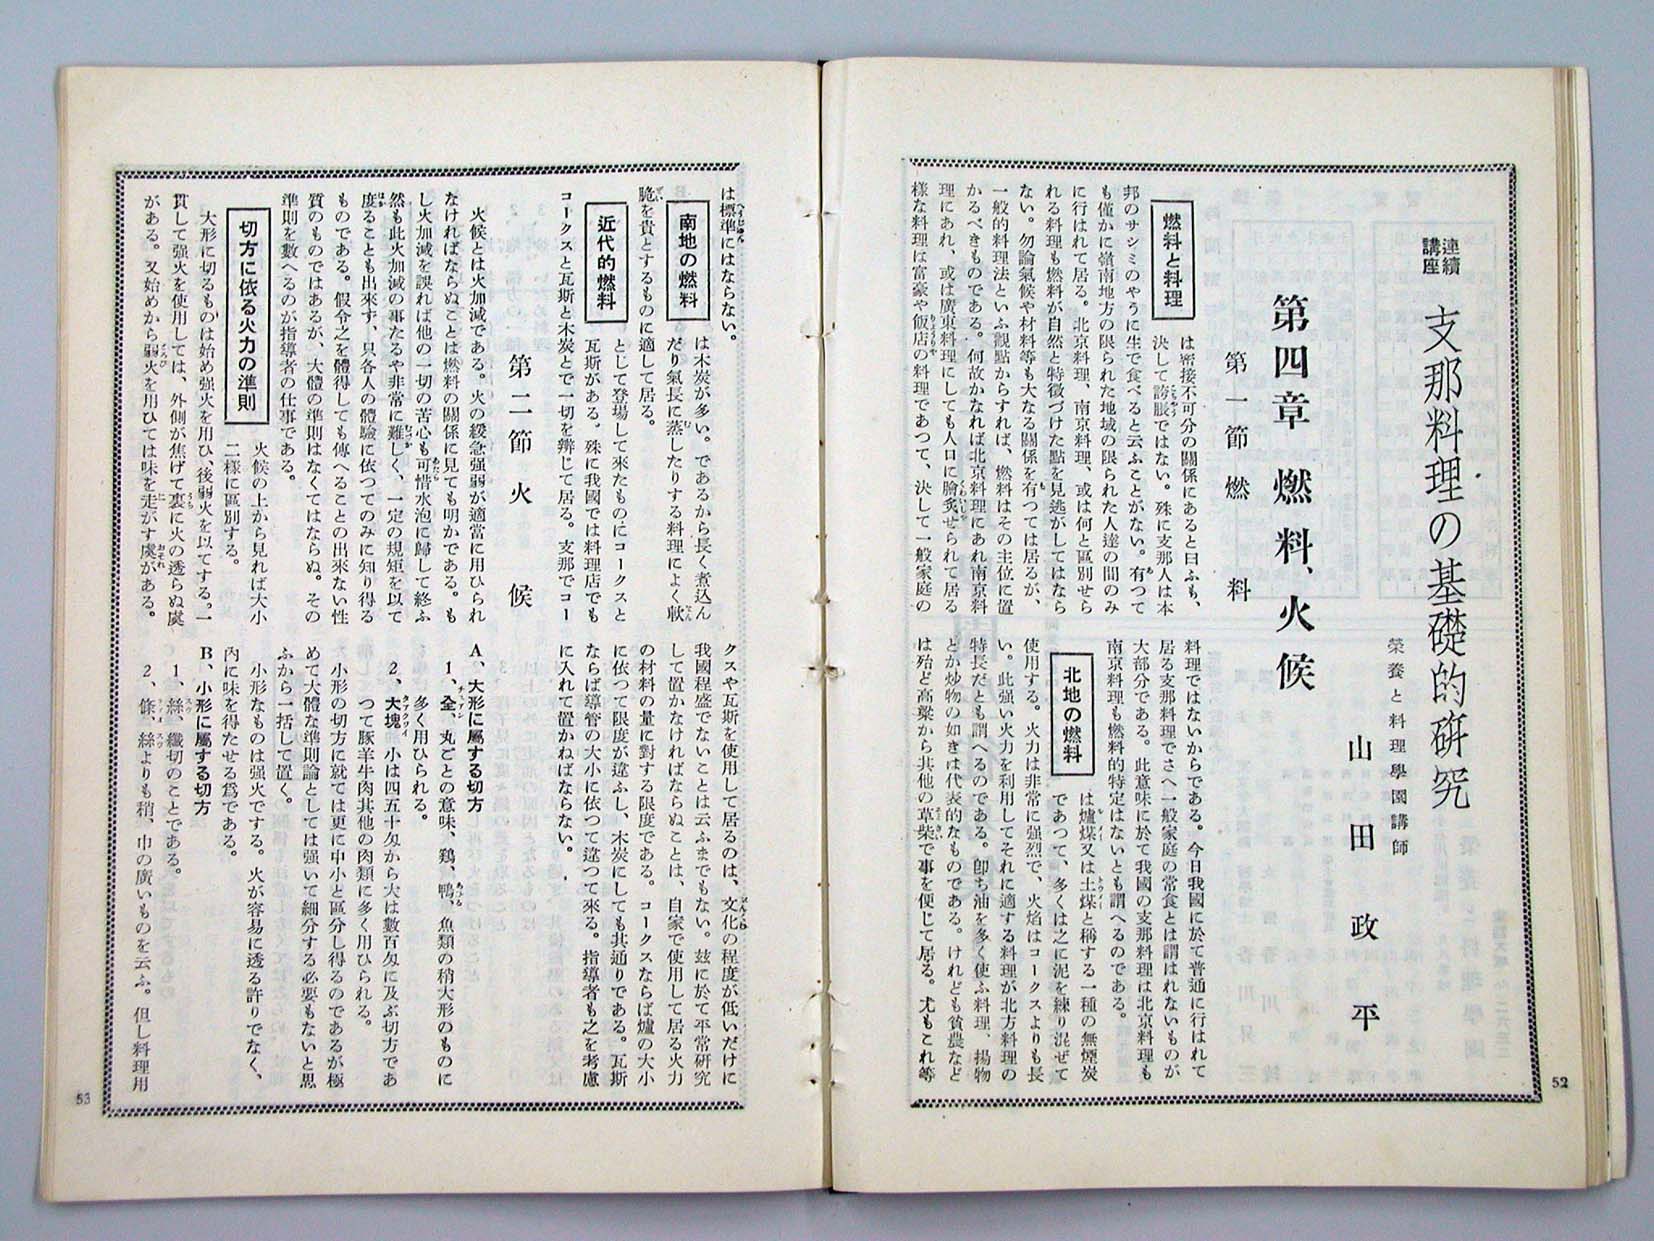 連續
講座
支那料理の基礎的研究
榮養と料理學園講師
山田政平
第四章 燃料、火候
第一節 燃料
燃料と料理
は密接不可分の關係にあると曰ふも、
決して誇脹ではない。殊に支那人は本
邦のサシミのやうに生で食べると云ふことがない。有つて
も僅かに嶺南地方の限られた地域の限られた人達の間のみ
に行はれて居る。北京料理、南京料理、或は何と區別せら
れる料理も燃料が自然と特徴づけた點を見逃がしてはなら
ない。勿論氣候や材料等も大なる關係を有つては居るが、
一般的料理法といふ觀點からすれば、燃料はその主位に置
かるべきものである。何故かなれば北京料理にあれ南京料
理にあれ、或は廣東料理にしても人口に膾炙せられて居る
樣な料理は富豪や飯店の料理であつて、決して一般家庭の
料理ではないからである。今日我國に於て普通に行はれて
居る支那料理でさへ一般家庭の常食とは謂はれないものが
大部分である。此意味に於て我國の支那料理は北京料理も
南京料理も燃料的特定はないとも謂へるのである。
北地の燃料
は爐煤又は土煤と稱する一種の無煙炭
であつて、多くは之に泥を練り混ぜて
使用する。火力は非常に强烈で、火焰はコークスよりも長
い。此强い火力を利用してそれに適する料理が北方料理の
特長だとも謂へるのである。卽ち油を多く使ふ料理、揚物
とか炒物の如きは代表的なものである。けれども貧農など
は殆ど高粱から其他の草柴で事を便じて居る。尤もこれ等
52
は標準にはならない。
南地の燃料
は木炭が多い。であるから長く煮込ん
だり氣長に蒸したりする料理によく軟
脆を貴とするものに適して居る。
近代的燃料
として登場して來たものにコークスと
瓦斯がある。殊に我國では料理店でも
コークスと瓦斯と木炭とで一切を辨じて居る。支那でコー
クスや瓦斯を使用して居るのは、文化の程度が低いだけに
我國程盛でないことは云ふまでもない。玆に於て平常研究
して置かなければならぬことは、自家で使用して居る火力
の材料の量に對する限度である。コークスならば爐の大小
に依つて限度が違ふし、木炭にしても其通りである。瓦斯
ならば導管の大小に依つて違つて來る。指導者も之を考慮
に入れて置かねばならない。
第二節 火候
火候とは火加減である。火の緩急强弱が適當に用ひられ
なければならぬことは燃料の關係に見ても明かである。も
し火加減を誤れば他の一切の苦心も可惜水泡に歸して終ふ
然も此火加減の事たるや非常に難しく、一定の規矩を以て
度ることも出來ず、只各人の體驗に依つてのみに知り得る
ものである。假令之を體得しても傳へることの出來ない性
質のものではあるが、大體の準則はなくてはならぬ。その
準則を數へるのが指導者の仕事である。
切方に依る火力の準則
火候の上から見れば大小
二樣に區別する。
大形に切るものは始め强火を用ひ、後弱火を以てする。一
貫して强火を使用しては、外側が焦げて裏に火の透らぬ虞
がある。又始めから弱火を用ひては味を走がす虞がある。
A、大形に屬する切方
1、全、丸ごとの意味、鷄、鴨、魚類の稍大形のものに
多く用ひられる。
2、大塊、小は四五十匁から大は數百匁に及ぶ切方であ
つて豚羊牛肉其他の肉類に多く用ひられる。
小形の切方に就ては更に中小と區分し得るのであるが極
めて大體な準則論としては强いて細分する必要もないと思
ふから一括して置く。
小形なものは强火でする。火が容易に透る許りでなく、
內に味を得たせる爲である。
B、小形に屬する切方
1、絲、纖切のことである。
2、條、絲よりも稍、巾の廣いものを云ふ。但し料理用
53